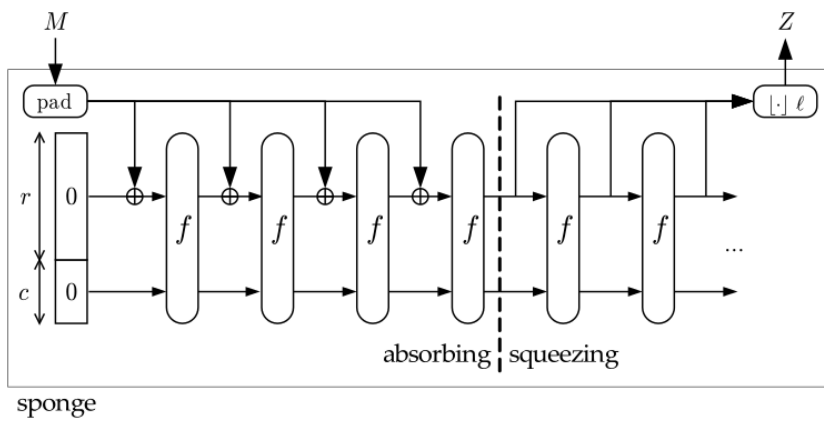 M Z
pad ⌊·⌋ ℓ
r 0 f f f f f f
...
c 0
absorbing squeezing
sponge